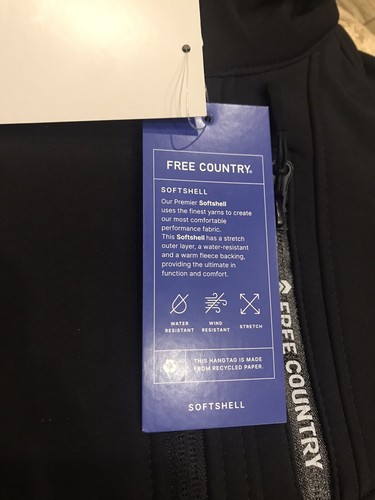 FREE COUNTRY®
SOFTSHELL
Our Premier Softshell
uses the finest yarns to create
our most comfortable
performance fabric.
This Softshell has a stretch
outer layer, a water-resistant
and a warm fleece backing,
providing the ultimate in
function and comfort.
WATER
RESISTANT
WIND
RESISTANT
STRETCH
THIS HANGTAG IS MADE
FROM RECYCLED PAPER.
SOFTSHELL
FREE COUNTRY